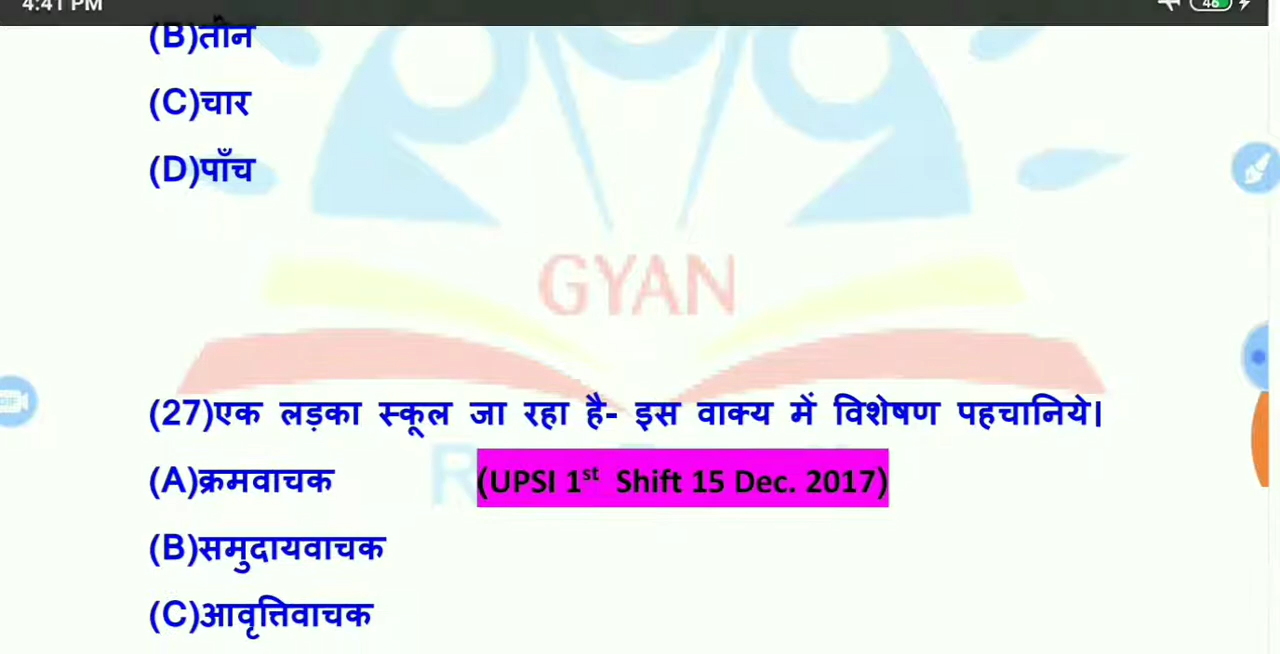 4:41 PM
46
(B)तीन
(C)चार
(D)पाँच
GYAN
(27)एक लड़का स्कूल जा रहा है- इस वाक्य में विशेषण पहचानिये।
(A)क्रमवाचक (UPSI 1st Shift 15 Dec. 2017)
(B)समुदायवाचक
(C)आवृत्तिवाचक